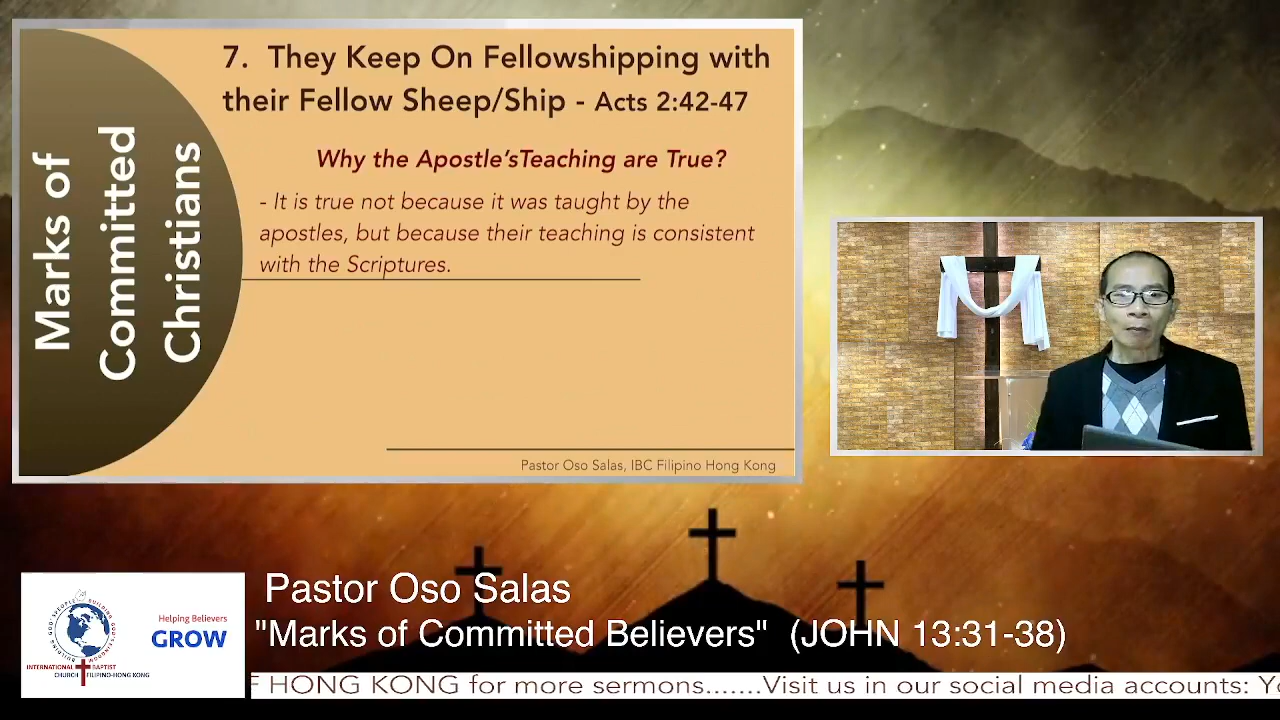 7. They Keep On Fellowshipping with
their Fellow Sheep/Ship - Acts 2:42-47
Why the Apostle'sTeaching are True?
- It is true not because it was taught by the
apostles, but because their teaching is consistent
with the Scriptures.
Marks of
Committed
Christians
Pastor Oso Salas, IBC Filipino Hong Kong
Pastor Oso Salas
"Marks of Committed Believers" (JOHN 13:31-38)
Helping Believers
GROW
INTERNATIONAL BAPTIST
CHURCH FILIPINO-HONG KONG
F HONG KONG for more sermons.......Visit us in our social media accounts: Yo